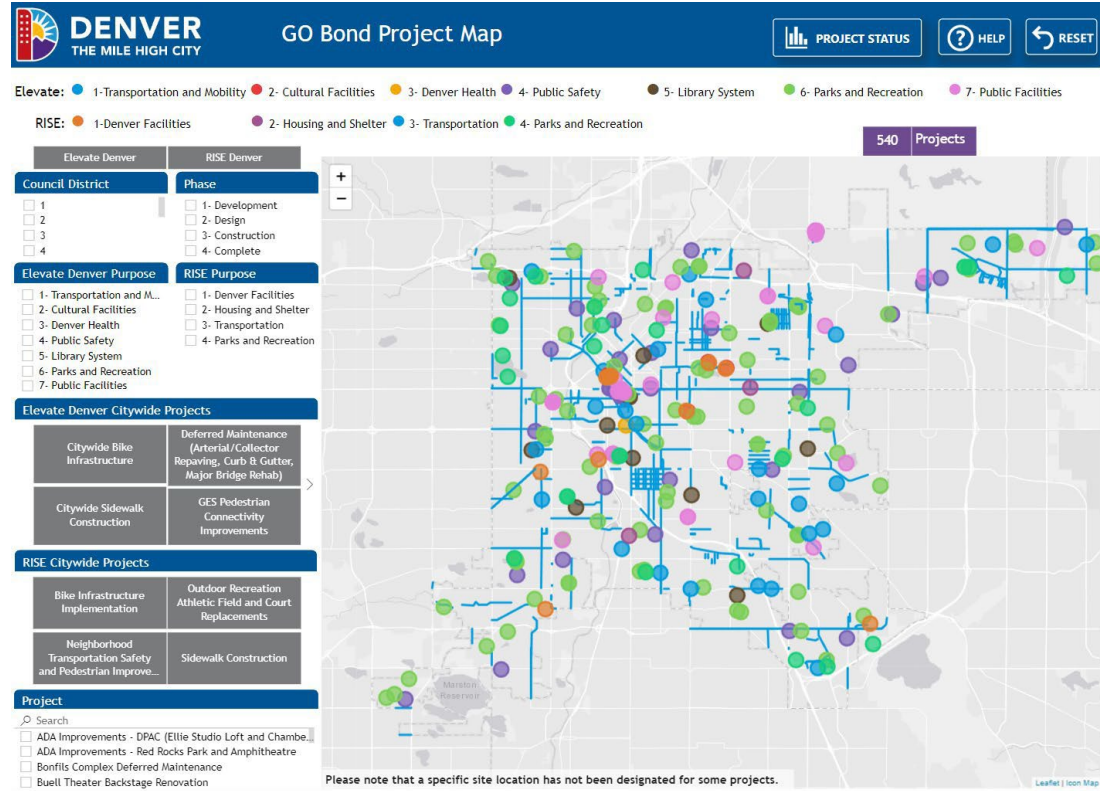 DENVER
THE MILE HIGH CITY
GO Bond Project Map
PROJECT STATUS
HELP
RESET
Elevate: 1-Transportation and Mobility 2- Cultural Facilities 3- Denver Health 4- Public Safety 5- Library System 6- Parks and Recreation 7- Public Facilities
RISE: 1-Denver Facilities 2- Housing and Shelter 3- Transportation 4- Parks and Recreation
540 Projects
Elevate Denver RISE Denver
Council District
1
2
3
4
Phase
1- Development
2- Design
3- Construction
4- Complete
Elevate Denver Purpose
1- Transportation and M...
2- Cultural Facilities
3- Denver Health
4- Public Safety
5- Library System
6- Parks and Recreation
7- Public Facilities
RISE Purpose
1- Denver Facilities
2- Housing and Shelter
3- Transportation
4- Parks and Recreation
Elevate Denver Citywide Projects
Citywide Bike
Infrastructure
Deferred Maintenance
(Arterial/Collector
Repaving, Curb & Gutter,
Major Bridge Rehab)
Citywide Sidewalk
Construction
GES Pedestrian
Connectivity
Improvements
RISE Citywide Projects
Bike Infrastructure
Implementation
Outdoor Recreation
Athletic Field and Court
Replacements
Neighborhood
Transportation Safety
and Pedestrian Improve...
Sidewalk Construction
Project
Search
ADA Improvements - DPAC (Ellie Studio Loft and Chambe...
ADA Improvements - Red Rocks Park and Amphitheatre
Bonfils Complex Deferred Maintenance
Buell Theater Backstage Renovation
+
−
Marston
Reservoir
Please note that a specific site location has not been designated for some projects.
Leaflet | Icon Map